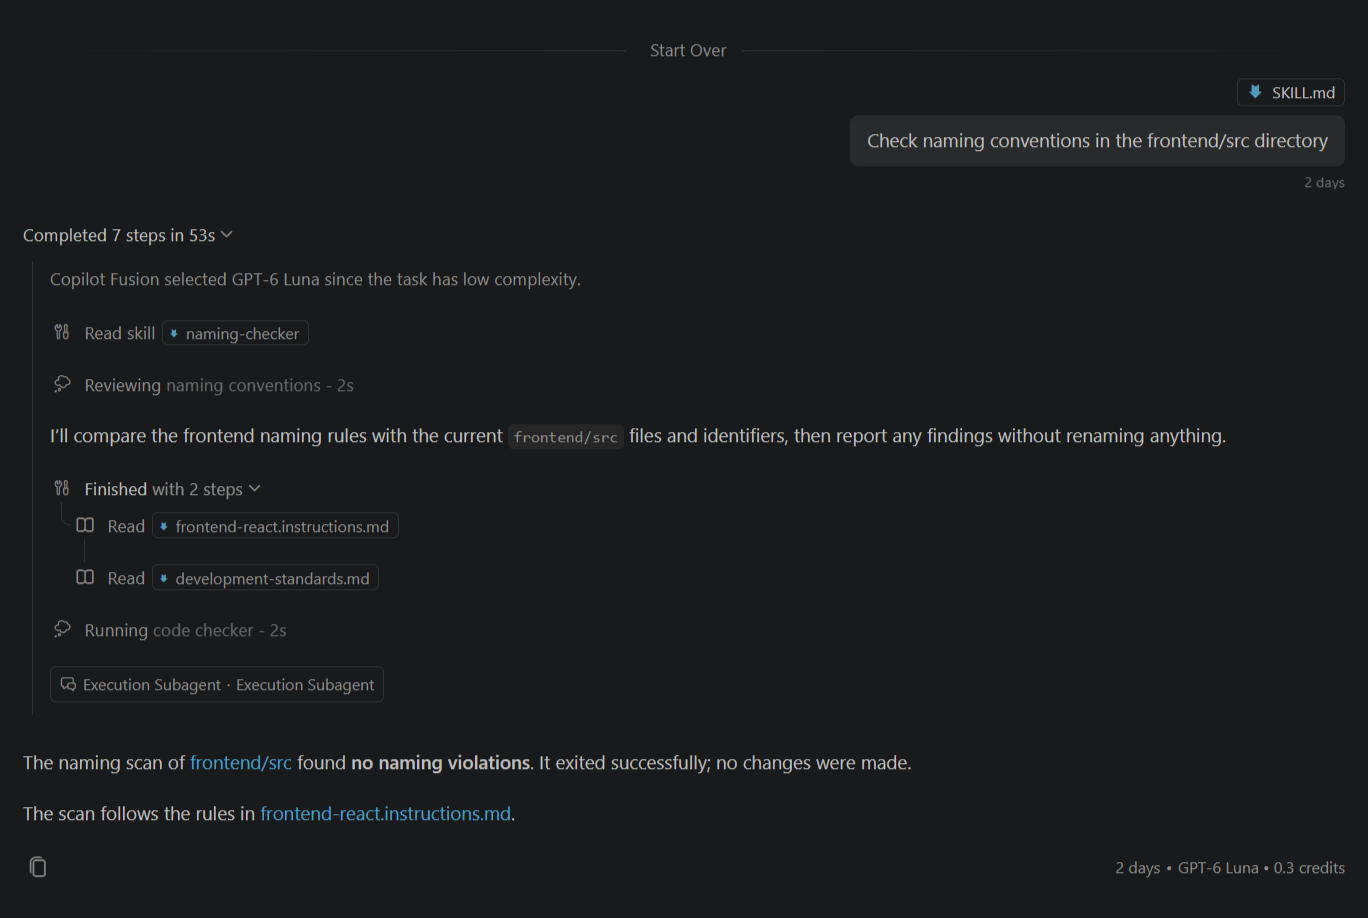 Start Over
SKILL.md
Check naming conventions in the frontend/src directory
2 days
Completed 7 steps in 53s
Copilot Fusion selected GPT-6 Luna since the task has low complexity.
Read skill naming-checker
Reviewing naming conventions - 2s
I'll compare the frontend naming rules with the current frontend/src files and identifiers, then report any findings without renaming anything.
Finished with 2 steps
Read frontend-react.instructions.md
Read development-standards.md
Running code checker - 2s
Execution Subagent · Execution Subagent
The naming scan of frontend/src found no naming violations. It exited successfully; no changes were made.
The scan follows the rules in frontend-react.instructions.md.
2 days • GPT-6 Luna • 0.3 credits